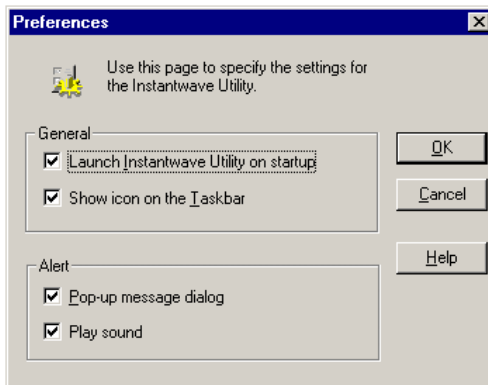 Preferences
Use this page to specify the settings for
the Instantwave Utility.
General
Launch Instantwave Utility on startup
Show icon on the Taskbar
OK
Cancel
Help
Alert
Pop-up message dialog
Play sound